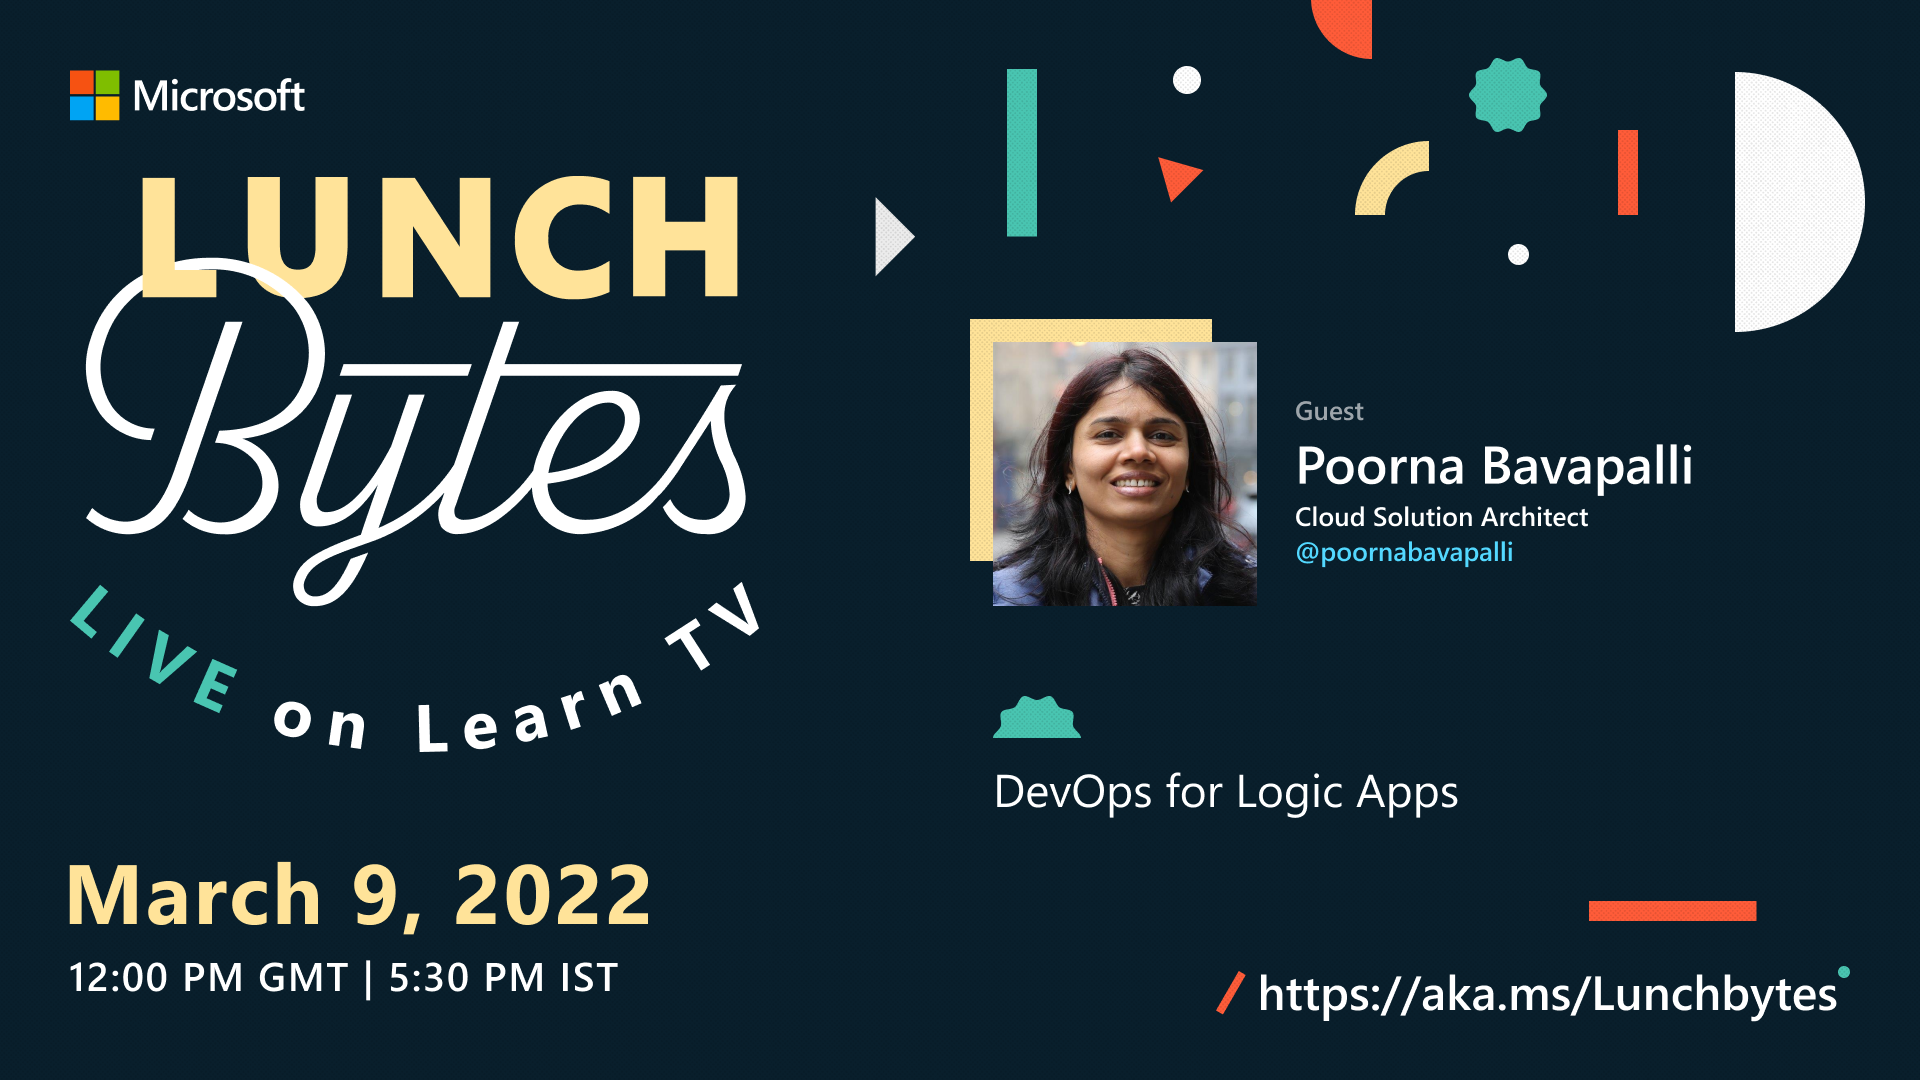 Microsoft
LUNCH
Bytes
LIVE on Learn TV
March 9, 2022
12:00 PM GMT | 5:30 PM IST
Guest
Poorna Bavapalli
Cloud Solution Architect
@poornabavapalli
DevOps for Logic Apps
https://aka.ms/Lunchbytes